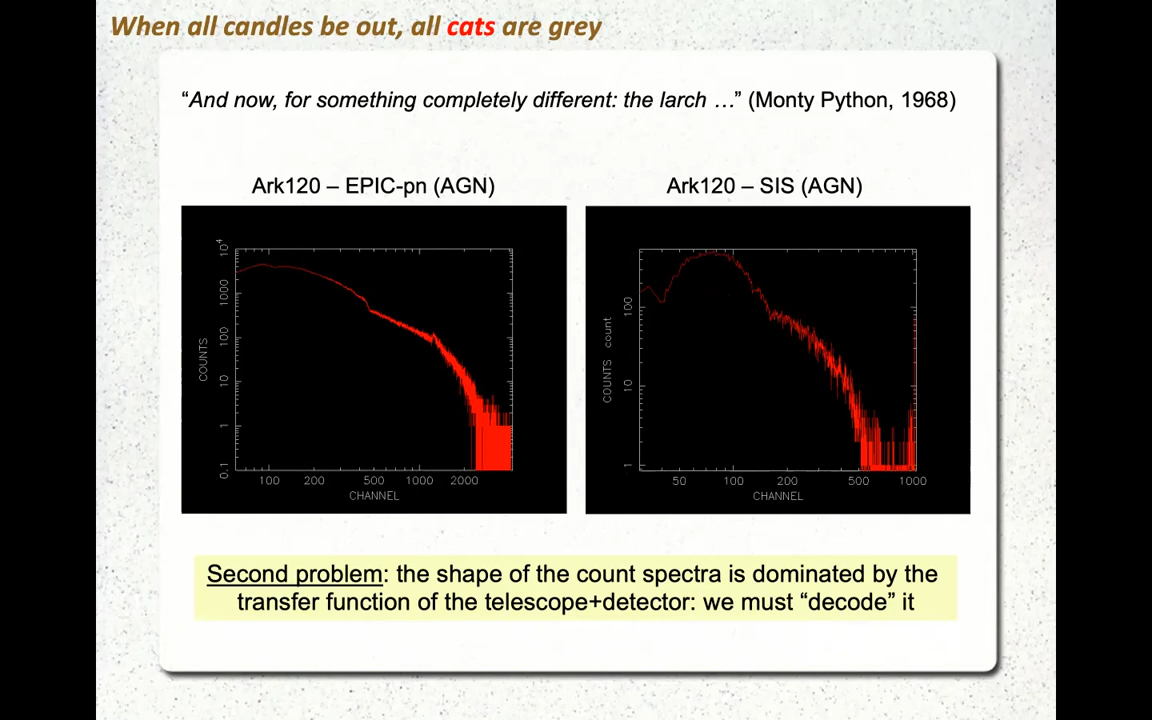 When all candles be out, all cats are grey
“And now, for something completely different: the larch …” (Monty Python, 1968)
Ark120 – EPIC-pn (AGN)
Ark120 – SIS (AGN)
COUNTS
10⁴
1000
100
10
1
0.1
100 200 500 1000 2000
CHANNEL
COUNTS count
100
10
1
50 100 200 500 1000
CHANNEL
Second problem: the shape of the count spectra is dominated by the
transfer function of the telescope+detector: we must “decode” it